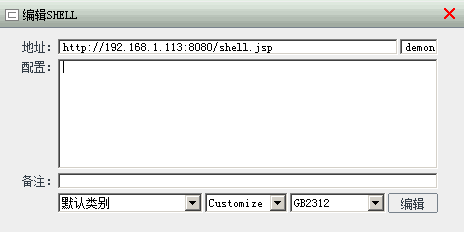 编辑SHELL
地址: http://192.168.1.113:8080/shell.jsp demon
配置:
备注:
默认类别 Customize GB2312 编辑